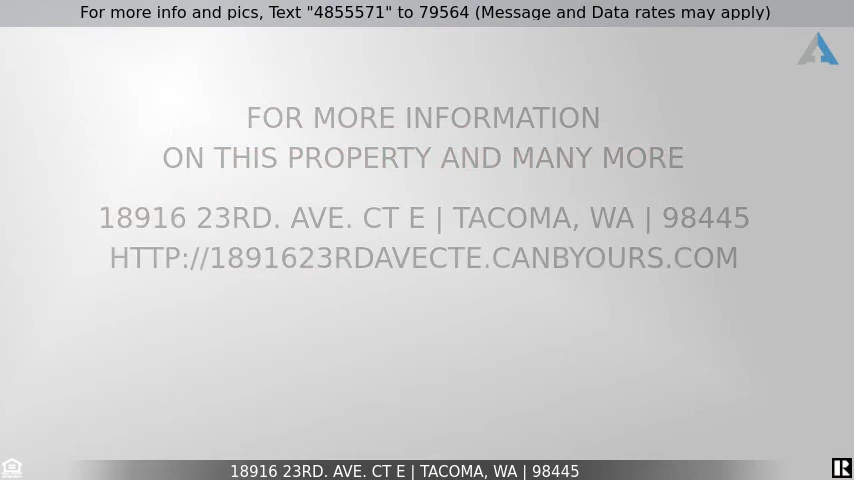 For more info and pics, Text "4855571" to 79564 (Message and Data rates may apply)
FOR MORE INFORMATION
ON THIS PROPERTY AND MANY MORE
18916 23RD. AVE. CT E | TACOMA, WA | 98445
HTTP://1891623RDAVECTE.CANBYOURS.COM
18916 23RD. AVE. CT E | TACOMA, WA | 98445